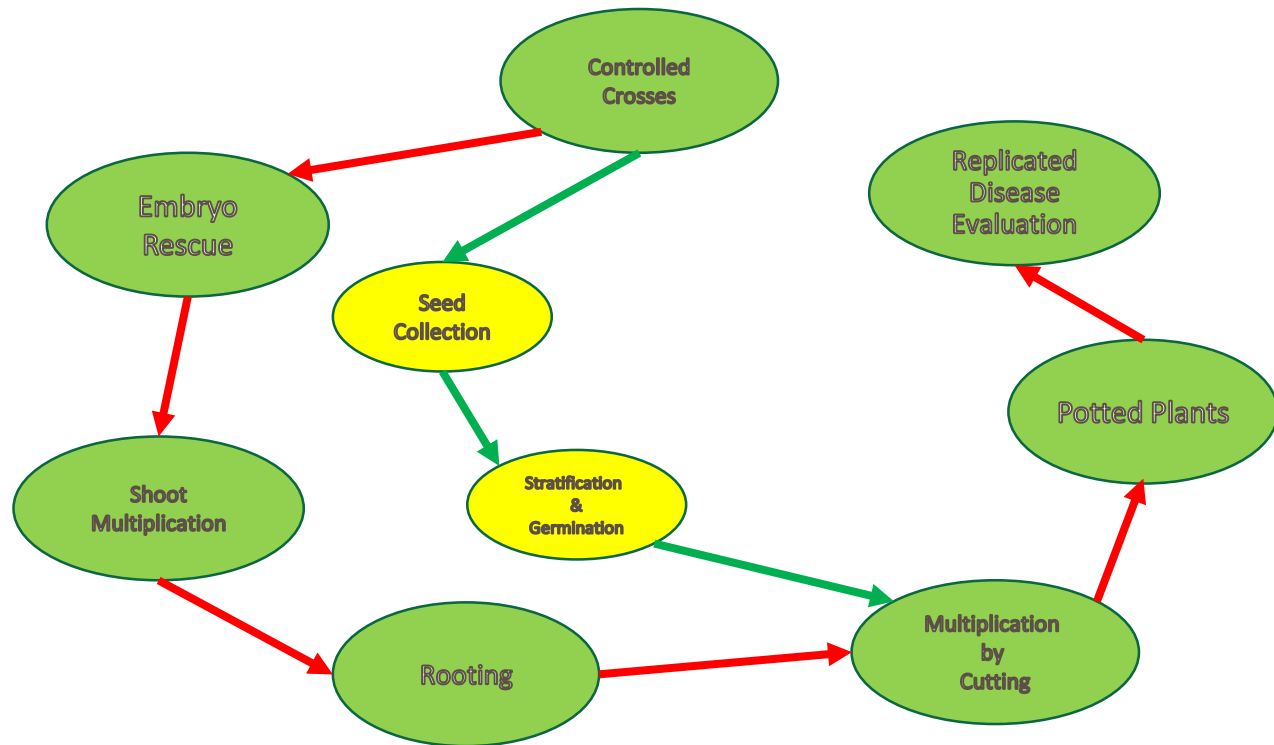 Controlled
Crosses
Embryo
Rescue
Replicated
Disease
Evaluation
Seed
Collection
Potted Plants
Shoot
Multiplication
Stratification
&
Germination
Rooting
Multiplication
by
Cutting